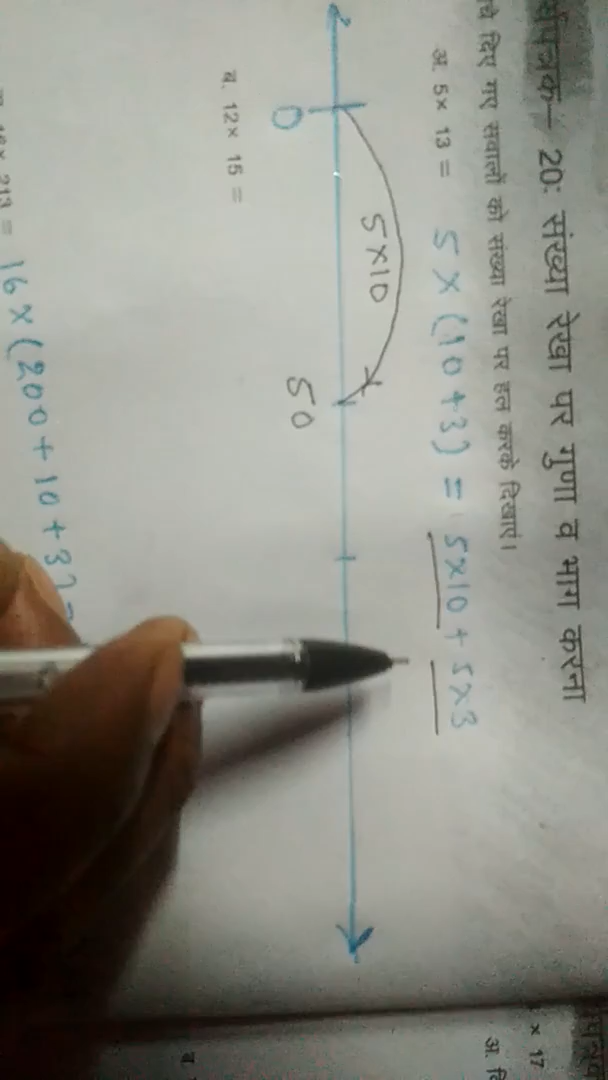 20: संख्या रेखा पर गुणा व भाग करना
दिए गए सवालों को संख्या रेखा पर हल करके दिखाएं।
अ. 5× 13 = 5 × (10 + 3) = 5×10 + 5×3
5×10
0 50
ब. 12× 15 =
213 = 16 × (200 + 10 + 3) =
× 17
अ.